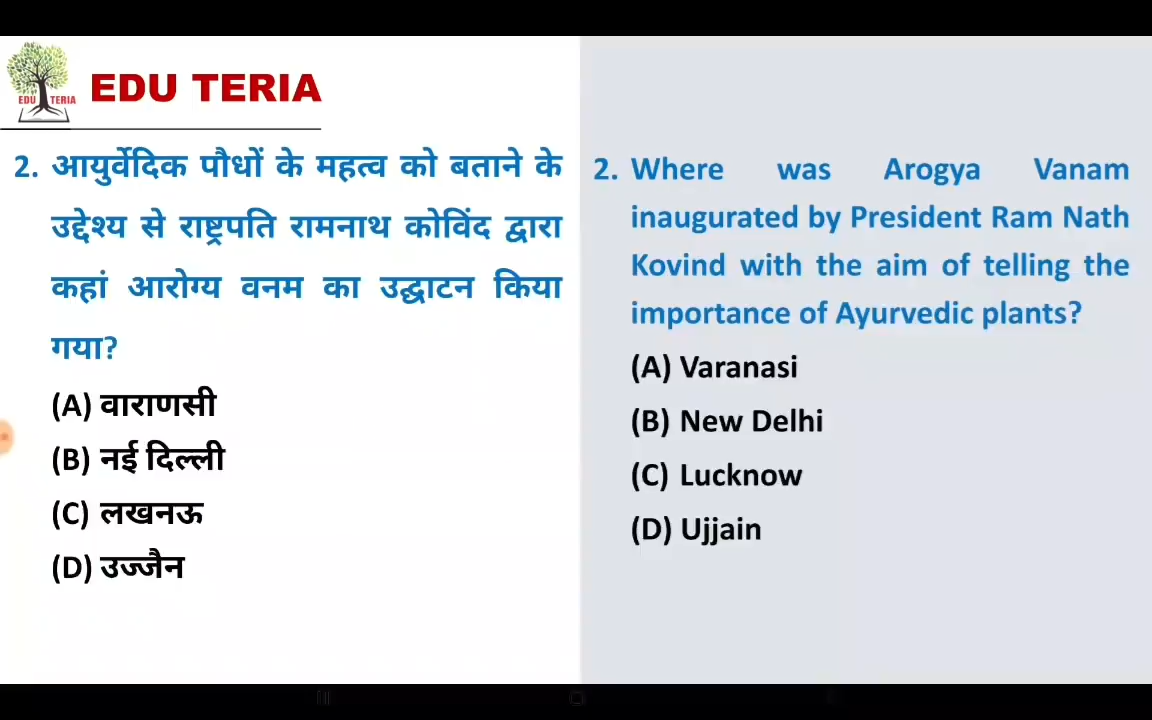 EDU TERIA
EDU TERIA
2. आयुर्वेदिक पौधों के महत्व को बताने के
उद्देश्य से राष्ट्रपति रामनाथ कोविंद द्वारा
कहां आरोग्य वनम का उद्घाटन किया
गया?
(A) वाराणसी
(B) नई दिल्ली
(C) लखनऊ
(D) उज्जैन
2. Where was Arogya Vanam
inaugurated by President Ram Nath
Kovind with the aim of telling the
importance of Ayurvedic plants?
(A) Varanasi
(B) New Delhi
(C) Lucknow
(D) Ujjain